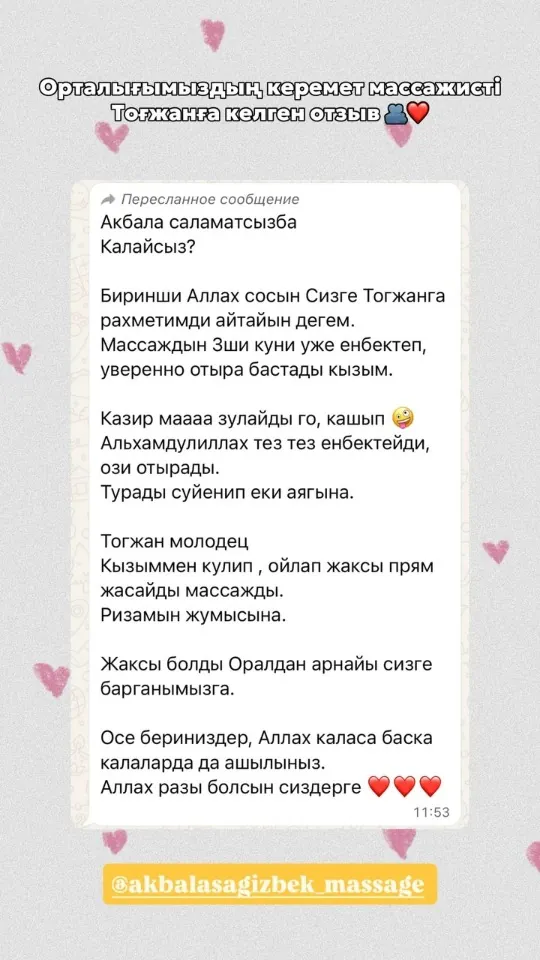 Орталығымыздың керемет массажисті
Тоғжанға келген отзыв 🫂❤️
Пересланное сообщение
Акбала саламатсызба
Калайсыз?
Биринши Аллах сосын Сизге Тогжанга
рахметимди айтайын дегем.
Массаждын 3ши куни уже енбектеп,
уверенно отыра бастады кызым.
Казир маааа зулайды го, кашып 🤪
Альхамдулиллах тез тез енбектейди,
ози отырады.
Турады суйенип еки аягына.
Тогжан молодец
Кызыммен кулип , ойлап жаксы прям
жасайды массажды.
Ризамын жумысына.
Жаксы болды Оралдан арнайы сизге
барганымызга.
Осе бериниздер, Аллах каласа баска
калаларда да ашылыныз.
Аллах разы болсын сиздерге ❤️❤️❤️
11:53
@akbalasagizbek_massage